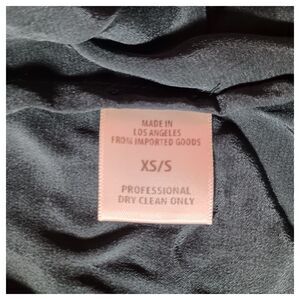 MADE IN
LOS ANGELES
FROM IMPORTED GOODS
XS/S
PROFESSIONAL
DRY CLEAN ONLY